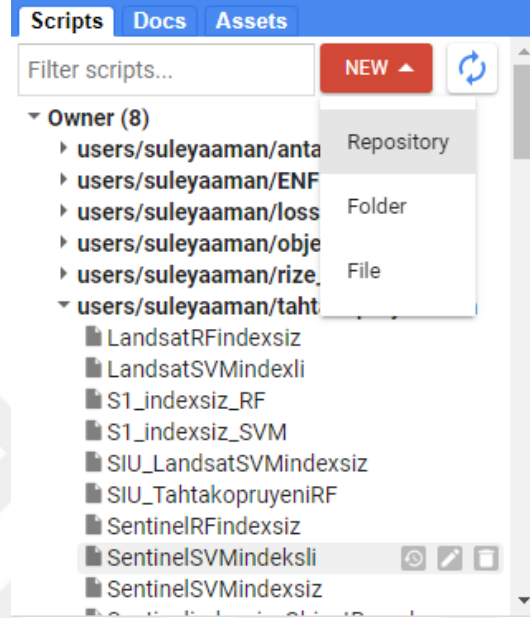 Scripts Docs Assets
Filter scripts...
NEW
Repository
Folder
File
Owner (8)
users/suleyaaman/anta
users/suleyaaman/ENF
users/suleyaaman/loss
users/suleyaaman/obje
users/suleyaaman/rize_
users/suleyaaman/taht
LandsatRFindexsiz
LandsatSVMindexli
S1_indexsiz_RF
S1_indexsiz_SVM
SIU_LandsatSVMindexsiz
SIU_TahtakopruyeniRF
SentinelRFindexsiz
SentinelSVMindeksli
SentinelSVMindexsiz